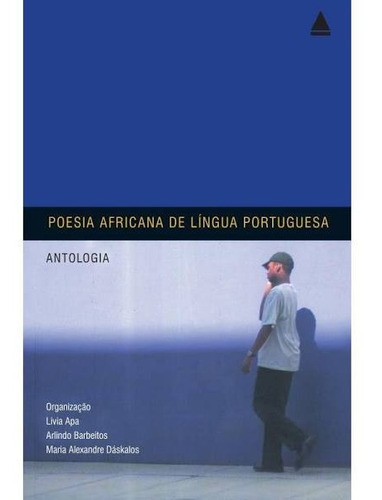 POESIA AFRICANA DE LÍNGUA PORTUGUESA
ANTOLOGIA
Organização
Livia Apa
Arlindo Barbeitos
Maria Alexandre Dáskalos